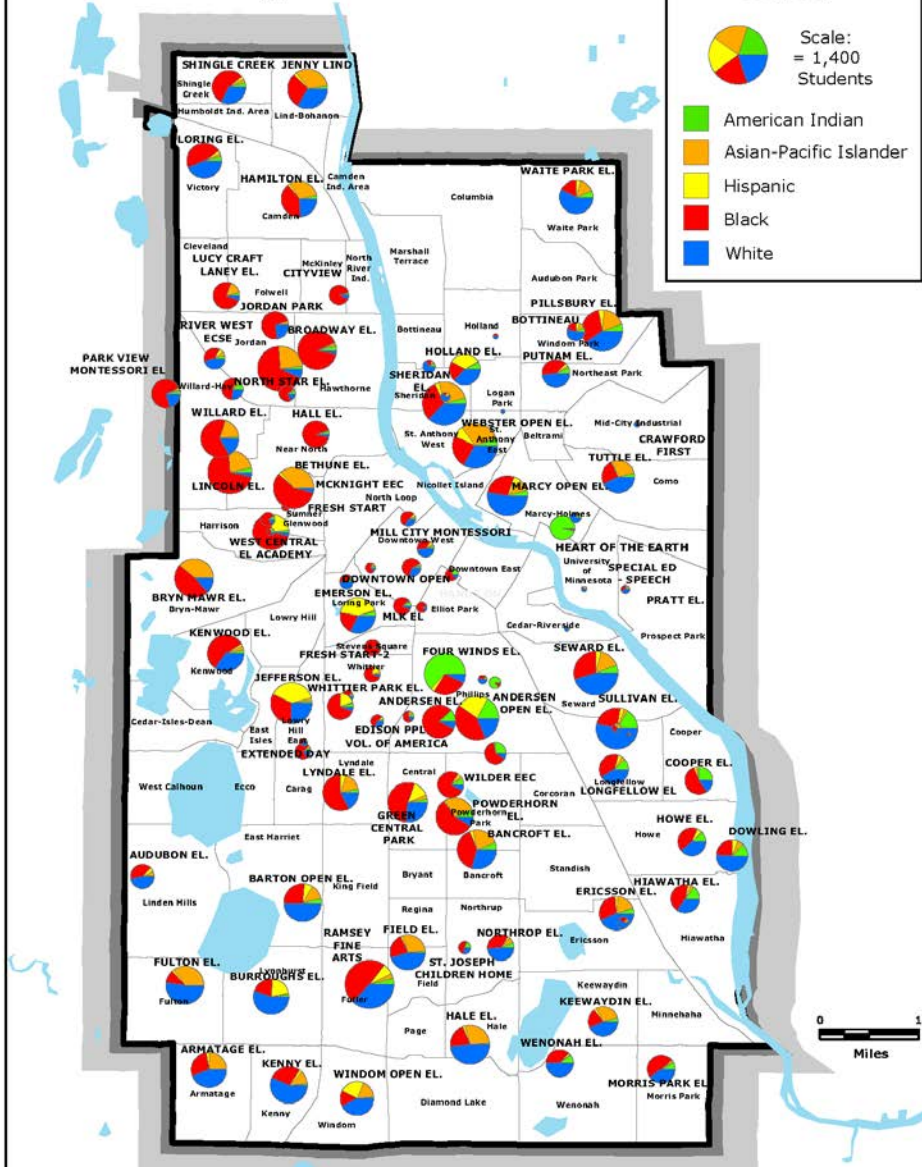 Scale:
= 1,400
Students
American Indian
Asian-Pacific Islander
Hispanic
Black
White
SHINGLE CREEK
JENNY LIND
Shingle
Creek
Humboldt Ind. Area
Lind-Bohanon
LORING EL.
Victory
HAMILTON EL.
Camden
Camden
Ind. Area
Columbia
WAITE PARK EL.
Waite Park
Cleveland
LUCY CRAFT
LANEY EL.
Folwell
McKinley
CITYVIEW
North
River
Ind.
Marshall
Terrace
Audubon Park
JORDAN PARK
RIVER WEST
ECSE
Jordan
BROADWAY EL.
Bottineau
Holland
PILLSBURY EL.
BOTTINEAU
Windom Park
PARK VIEW
MONTESSORI EL
Willard-Hay
NORTH STAR EL.
Hawthorne
HOLLAND EL.
SHERIDAN
EL.
Sheridan
Logan
Park
PUTNAM EL.
Northeast Park
WILLARD EL.
HALL EL.
Near North
St. Anthony
West
WEBSTER OPEN EL.
St.
Anthony
East
Beltrami
Mid-City Industrial
CRAWFORD
FIRST
LINCOLN EL.
BETHUNE EL.
MCKNIGHT EEC
FRESH START
North Loop
Nicollet Island
MARCY OPEN EL.
TUTTLE EL.
Como
Harrison
Sumner
Glenwood
WEST CENTRAL
EL ACADEMY
MILL CITY MONTESSORI
Downtown West
Marcy-Holmes
HEART OF THE EARTH
University
of
Minnesota
SPECIAL ED
- SPEECH
BRYN MAWR EL.
Bryn-Mawr
DOWNTOWN OPEN
Downtown East
EMERSON EL.
Loring Park
MLK EL
Elliot Park
PRATT EL.
Prospect Park
Lowry Hill
Cedar-Riverside
KENWOOD EL.
Kenwood
Stevens Square
FRESH START-2
Whittier
FOUR WINDS EL.
Phillips
SEWARD EL.
Seward
JEFFERSON EL.
WHITTIER PARK EL.
ANDERSEN EL.
ANDERSEN
OPEN EL.
SULLIVAN EL.
Cedar-Isles-Dean
East
Isles
Lowry
Hill
East
EDISON PPL
VOL. OF AMERICA
Cooper
EXTENDED DAY
Lyndale
LYNDALE EL.
West Calhoun
Ecco
Carag
Central
WILDER EEC
Corcoran
Longfellow
LONGFELLOW EL
COOPER EL.
GREEN
CENTRAL
PARK
POWDERHORN
EL.
Powderhorn
Park
BANCROFT EL.
Bancroft
East Harriet
Howe
HOWE EL.
DOWLING EL.
AUDUBON EL.
Linden Hills
BARTON OPEN EL.
King Field
Bryant
Standish
ERICSSON EL.
Ericsson
HIAWATHA EL.
Hiawatha
Regina
Northrup
RAMSEY
FINE
ARTS
FIELD EL.
Field
NORTHROP EL.
ST. JOSEPH
CHILDREN HOME
FULTON EL.
Fulton
Lynnhurst
BURROUGHS EL.
Fuller
Keewaydin
KEEWAYDIN EL.
Minnehaha
Page
HALE EL.
Hale
WENONAH EL.
Wenonah
ARMATAGE EL.
Armatage
KENNY EL.
Kenny
WINDOM OPEN EL.
Windom
Diamond Lake
MORRIS PARK EL
Morris Park
0
1
Miles